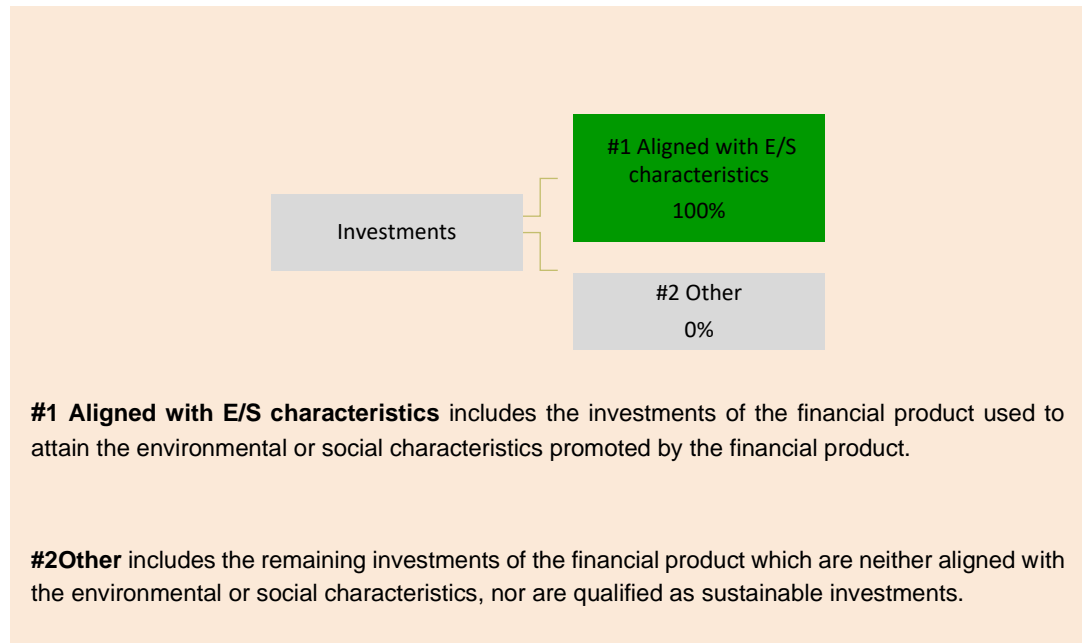 #1 Aligned with E/S
characteristics
100%
Investments
#2 Other
0%
#1 Aligned with E/S characteristics includes the investments of the financial product used to
attain the environmental or social characteristics promoted by the financial product.
#2Other includes the remaining investments of the financial product which are neither aligned with
the environmental or social characteristics, nor are qualified as sustainable investments.